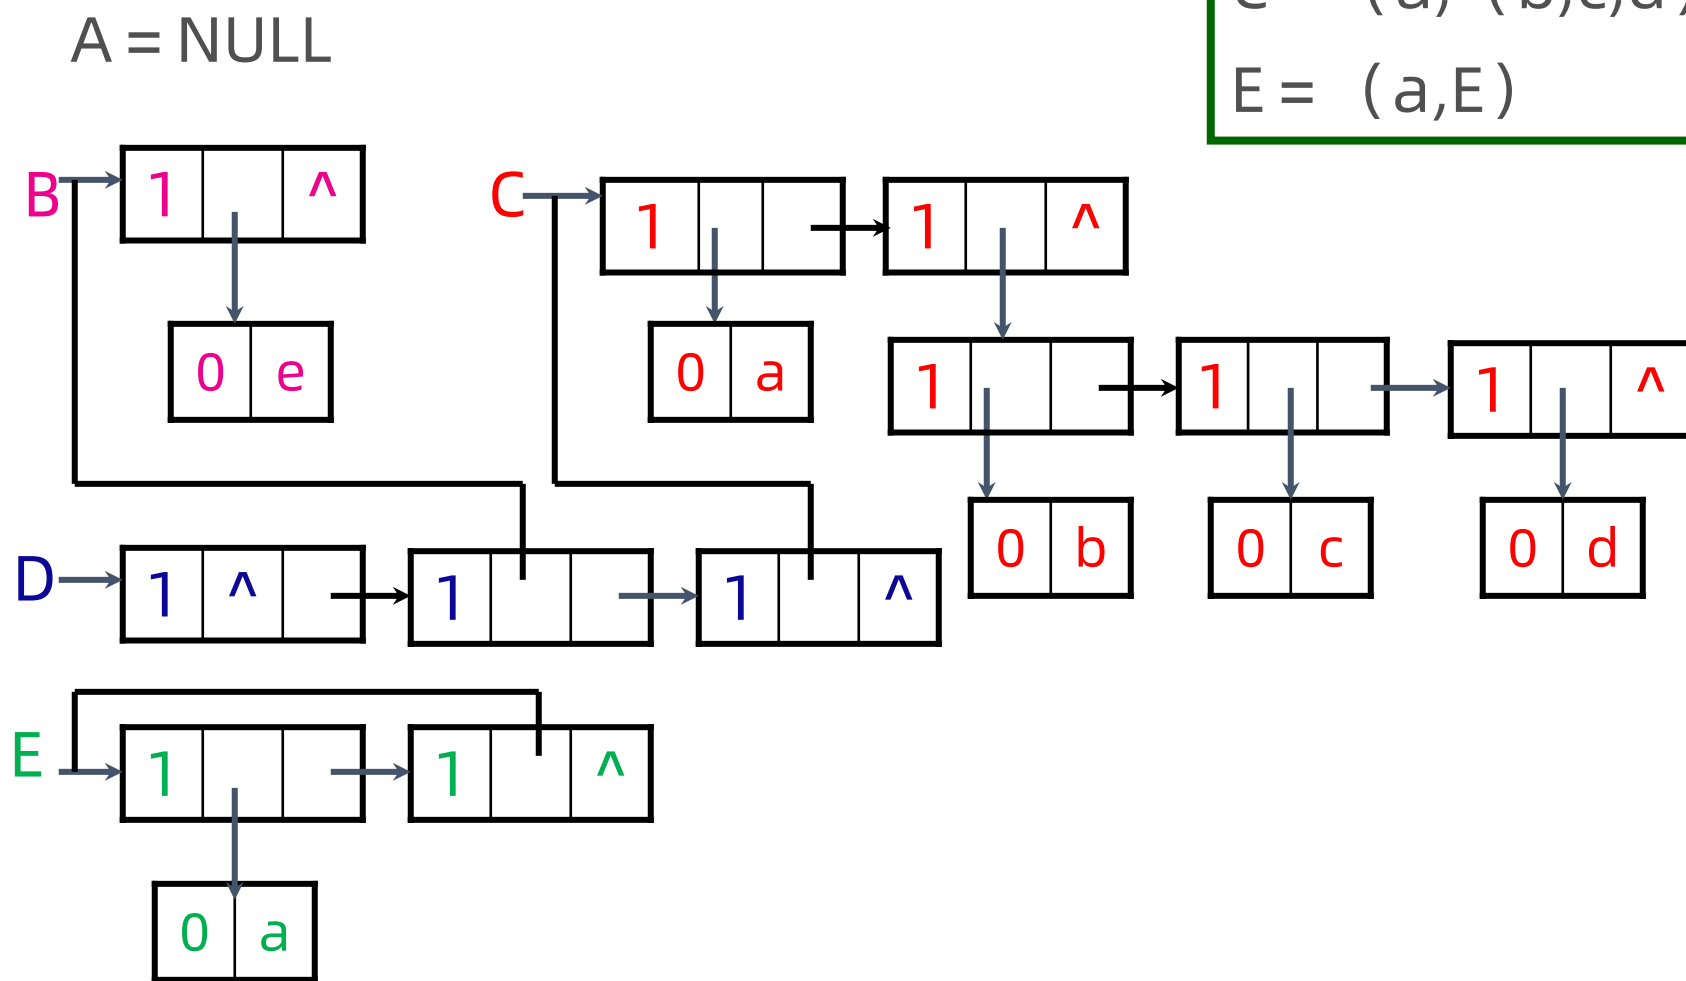 A = NULL
C = (a, (b,c,d)
E = (a,E)
B 1 ^
C 1 1 ^
0 e
0 a
1 1 1 ^
0 b
0 c
0 d
D 1 ^ 1 1 ^
E 1 1 ^
0 a